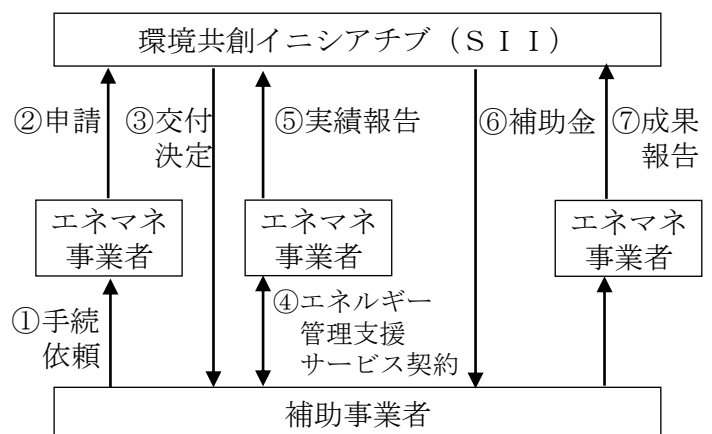 環境共創イニシアチブ（ＳＩＩ）
②申請
③交付
決定
⑤実績報告
⑥補助金
⑦成果
報告
エネマネ
事業者
エネマネ
事業者
エネマネ
事業者
①手続
依頼
④エネルギー
管理支援
サービス契約
補助事業者